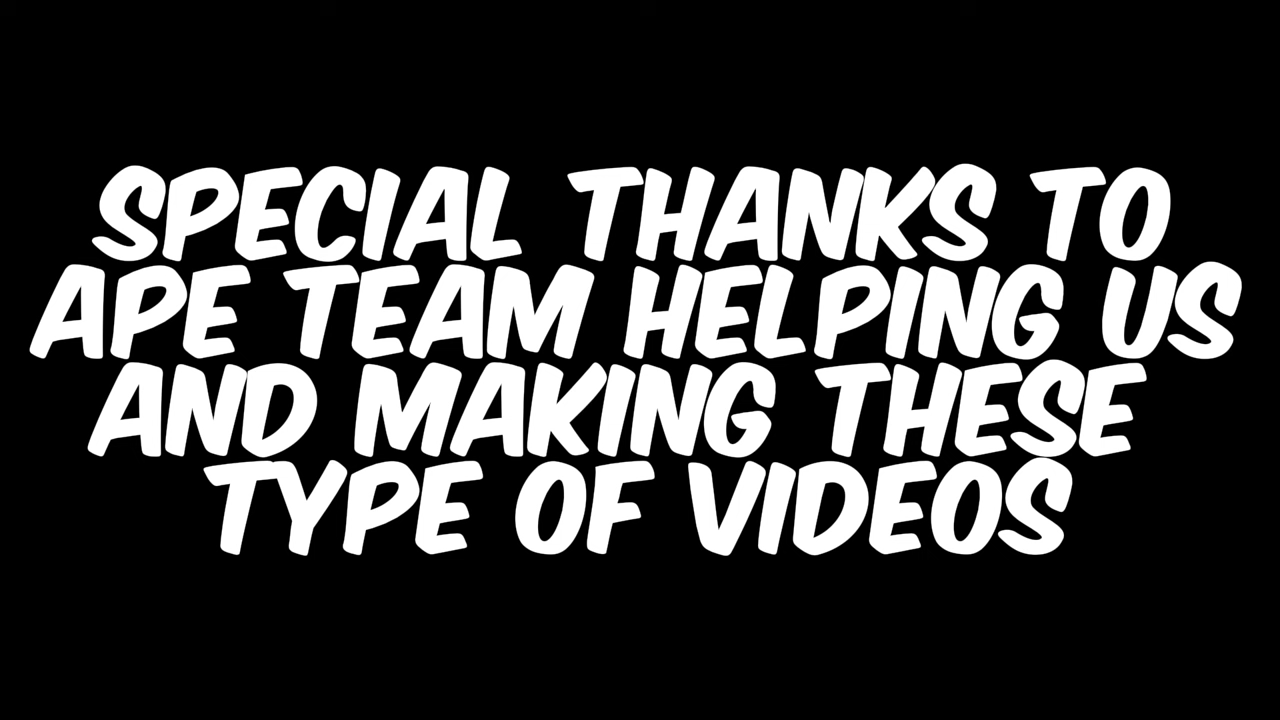 SPECIAL THANKS TO
APE TEAM HELPING US
AND MAKING THESE
TYPE OF VIDEOS